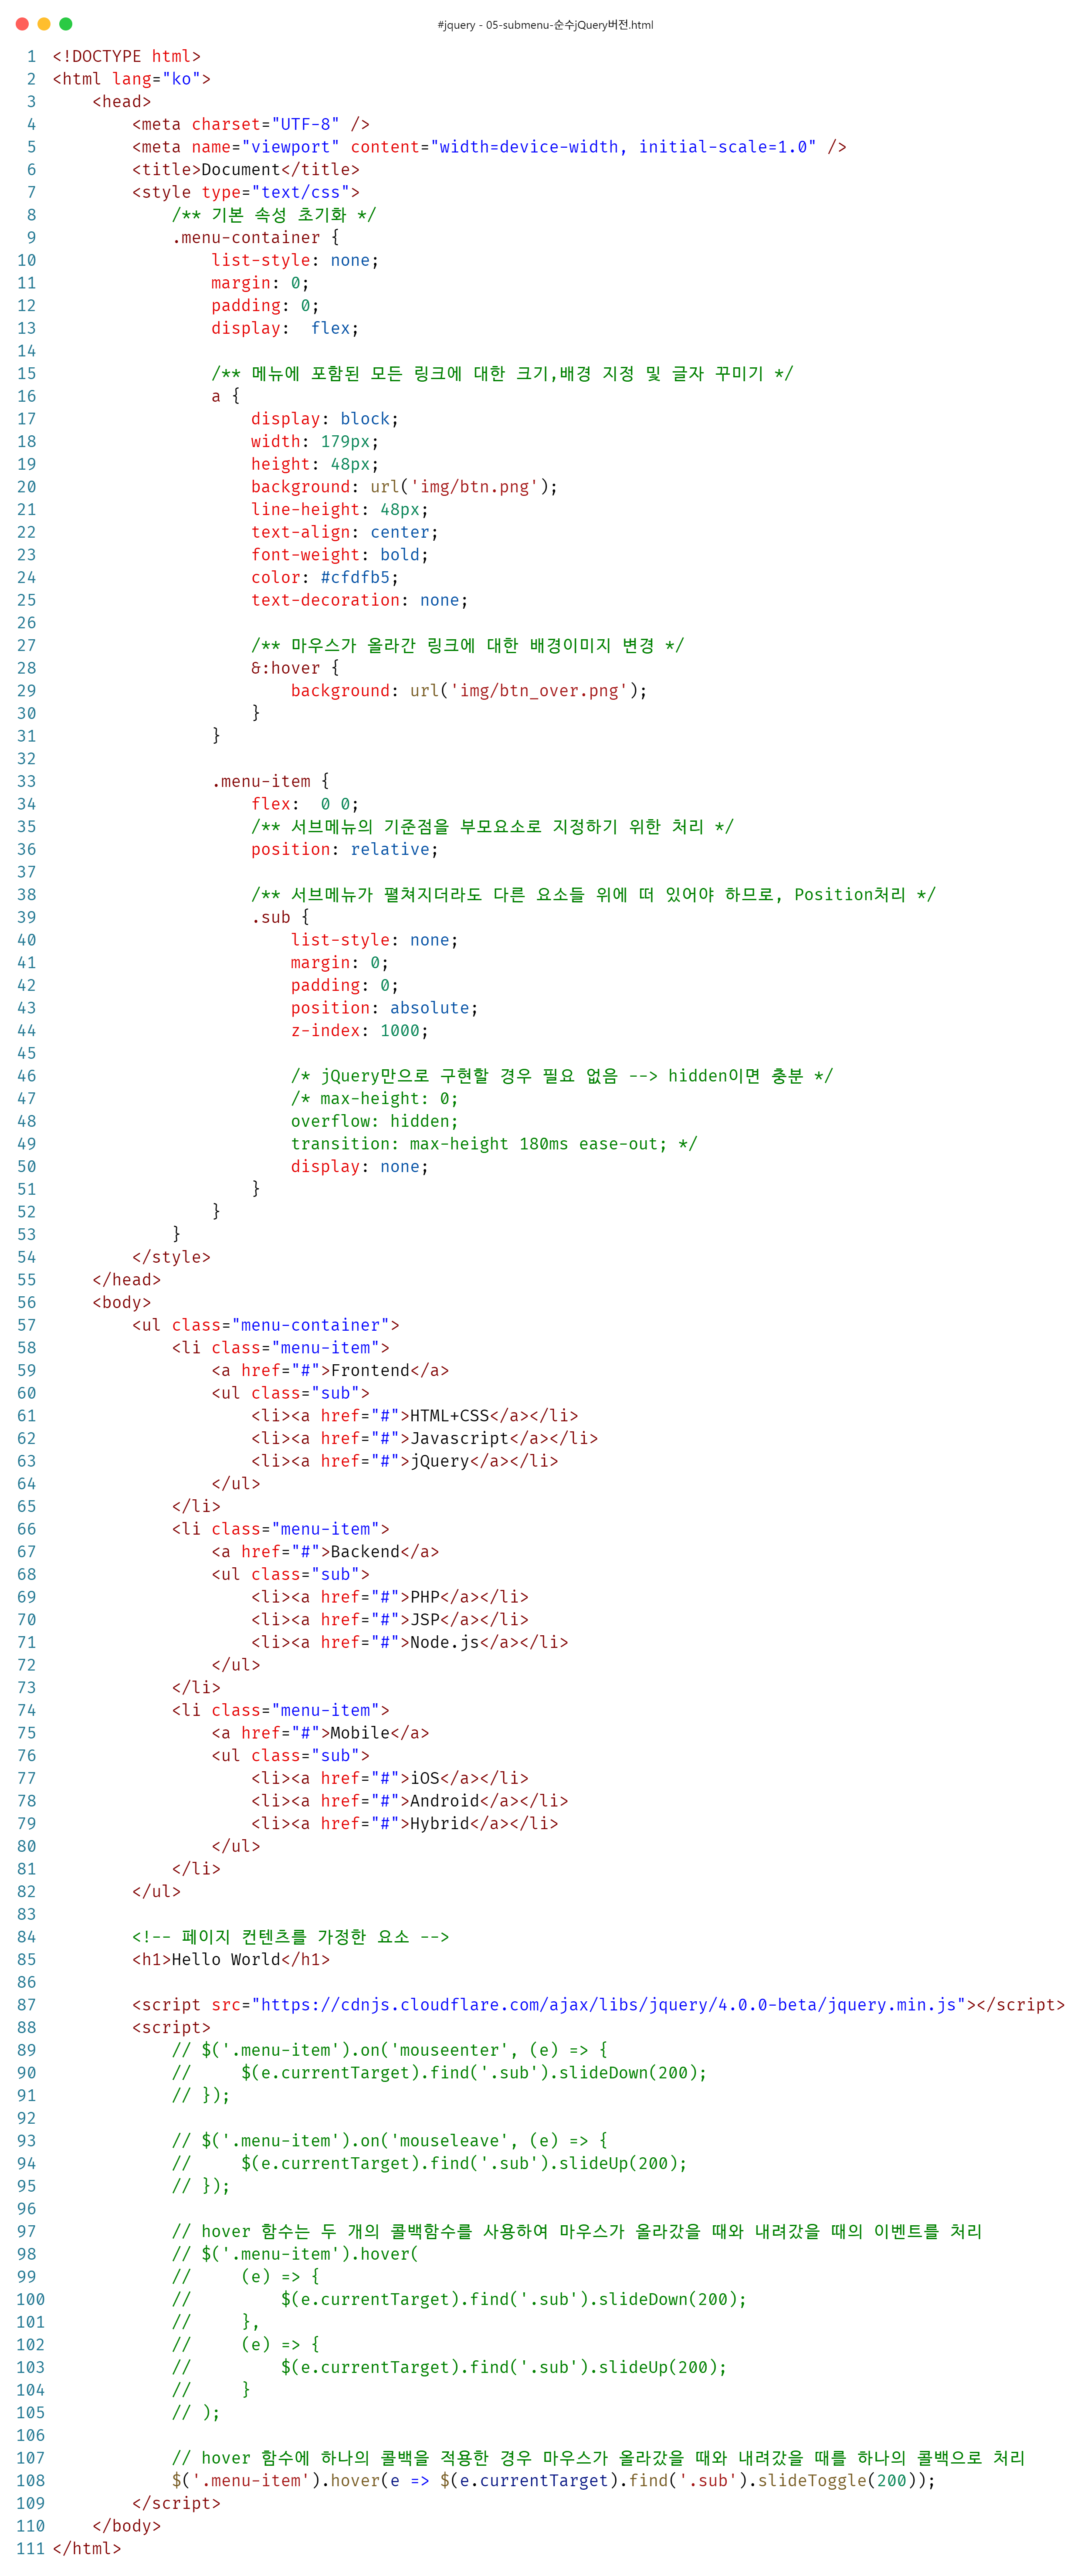 #jquery - 05-submenu-순수jQuery버전.html
1 <!DOCTYPE html>
2 <html lang="ko">
3     <head>
4         <meta charset="UTF-8" />
5         <meta name="viewport" content="width=device-width, initial-scale=1.0" />
6         <title>Document</title>
7         <style type="text/css">
8             /** 기본 속성 초기화 */
9             .menu-container {
10                 list-style: none;
11                 margin: 0;
12                 padding: 0;
13                 display:  flex;
14
15                 /** 메뉴에 포함된 모든 링크에 대한 크기,배경 지정 및 글자 꾸미기 */
16                 a {
17                     display: block;
18                     width: 179px;
19                     height: 48px;
20                     background: url('img/btn.png');
21                     line-height: 48px;
22                     text-align: center;
23                     font-weight: bold;
24                     color: #cfdfb5;
25                     text-decoration: none;
26
27                     /** 마우스가 올라간 링크에 대한 배경이미지 변경 */
28                     &:hover {
29                         background: url('img/btn_over.png');
30                     }
31                 }
32
33                 .menu-item {
34                     flex:  0 0;
35                     /** 서브메뉴의 기준점을 부모요소로 지정하기 위한 처리 */
36                     position: relative;
37
38                     /** 서브메뉴가 펼쳐지더라도 다른 요소들 위에 떠 있어야 하므로, Position처리 */
39                     .sub {
40                         list-style: none;
41                         margin: 0;
42                         padding: 0;
43                         position: absolute;
44                         z-index: 1000;
45
46                         /* jQuery만으로 구현할 경우 필요 없음 --> hidden이면 충분 */
47                         /* max-height: 0;
48                         overflow: hidden;
49                         transition: max-height 180ms ease-out; */
50                         display: none;
51                     }
52                 }
53             }
54         </style>
55     </head>
56     <body>
57         <ul class="menu-container">
58             <li class="menu-item">
59                 <a href="#">Frontend</a>
60                 <ul class="sub">
61                     <li><a href="#">HTML+CSS</a></li>
62                     <li><a href="#">Javascript</a></li>
63                     <li><a href="#">jQuery</a></li>
64                 </ul>
65             </li>
66             <li class="menu-item">
67                 <a href="#">Backend</a>
68                 <ul class="sub">
69                     <li><a href="#">PHP</a></li>
70                     <li><a href="#">JSP</a></li>
71                     <li><a href="#">Node.js</a></li>
72                 </ul>
73             </li>
74             <li class="menu-item">
75                 <a href="#">Mobile</a>
76                 <ul class="sub">
77                     <li><a href="#">iOS</a></li>
78                     <li><a href="#">Android</a></li>
79                     <li><a href="#">Hybrid</a></li>
80                 </ul>
81             </li>
82         </ul>
83
84         <!-- 페이지 컨텐츠를 가정한 요소 -->
85         <h1>Hello World</h1>
86
87         <script src="https://cdnjs.cloudflare.com/ajax/libs/jquery/4.0.0-beta/jquery.min.js"></script>
88         <script>
89             // $('.menu-item').on('mouseenter', (e) => {
90             //     $(e.currentTarget).find('.sub').slideDown(200);
91             // });
92
93             // $('.menu-item').on('mouseleave', (e) => {
94             //     $(e.currentTarget).find('.sub').slideUp(200);
95             // });
96
97             // hover 함수는 두 개의 콜백함수를 사용하여 마우스가 올라갔을 때와 내려갔을 때의 이벤트를 처리
98             // $('.menu-item').hover(
99             //     (e) => {
100             //         $(e.currentTarget).find('.sub').slideDown(200);
101             //     },
102             //     (e) => {
103             //         $(e.currentTarget).find('.sub').slideUp(200);
104             //     }
105             // );
106
107             // hover 함수에 하나의 콜백을 적용한 경우 마우스가 올라갔을 때와 내려갔을 때를 하나의 콜백으로 처리
108             $('.menu-item').hover(e => $(e.currentTarget).find('.sub').slideToggle(200));
109         </script>
110     </body>
111 </html>